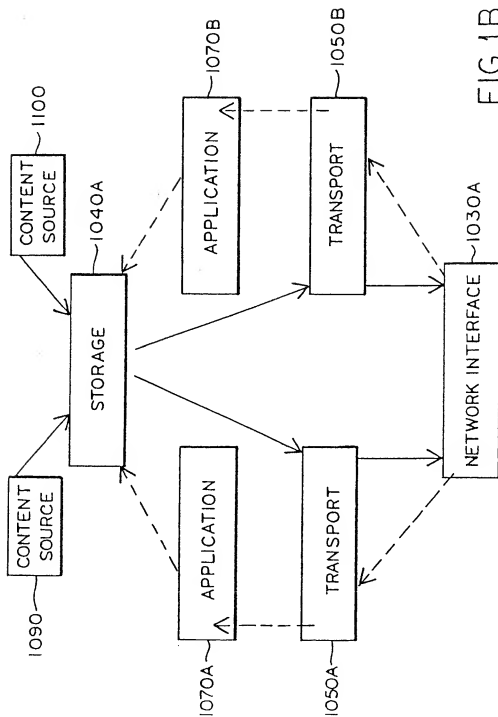 1090
CONTENT
SOURCE
CONTENT
SOURCE
1100
STORAGE
1040A
1070A
APPLICATION
APPLICATION
1070B
1050A
TRANSPORT
TRANSPORT
1050B
NETWORK INTERFACE
1030A
FIG. 1B